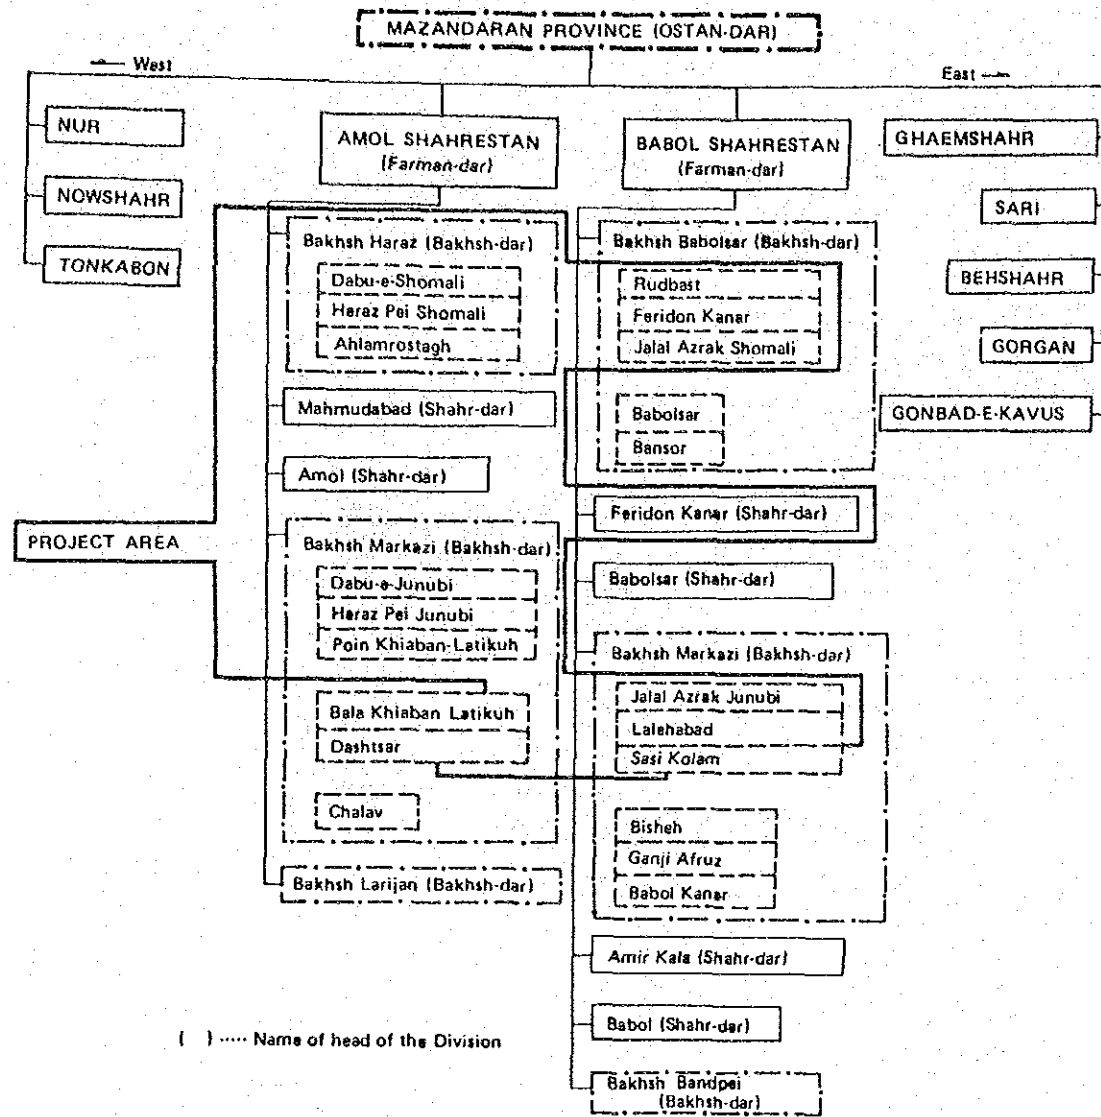 MAZANDARAN PROVINCE (OSTAN-DAR)
West
East
NUR
NOWSHAHR
TONKABON
AMOL SHAHRESTAN
(Farman-dar)
Bakhsh Haraz (Bakhsh-dar)
Dabu-e-Shomali
Haraz Pei Shomali
Ahlamrostagh
Mahmudabad (Shahr-dar)
Amol (Shahr-dar)
PROJECT AREA
Bakhsh Markazi (Bakhsh-dar)
Dabu-e-Junubi
Haraz Pei Junubi
Poin Khiaban-Latikuh
Bala Khiaban Latikuh
Dashtsar
Chalav
Bakhsh Larijan (Bakhsh-dar)
BABOL SHAHRESTAN
(Farman-dar)
Bakhsh Babolsar (Bakhsh-dar)
Rudbast
Feridon Kanar
Jalal Azrak Shomali
Babolsar
Bansor
Feridon Kanar (Shahr-dar)
Babolsar (Shahr-dar)
Bakhsh Markazi (Bakhsh-dar)
Jalal Azrak Junubi
Lalehabad
Sasi Kolam
Bisheh
Ganji Afruz
Babol Kanar
Amir Kala (Shahr-dar)
Babol (Shahr-dar)
Bakhsh Bandpei
(Bakhsh-dar)
GHAEMSHAHR
SARI
BEHSHAHR
GORGAN
GONBAD-E-KAVUS
( ) ..... Name of head of the Division